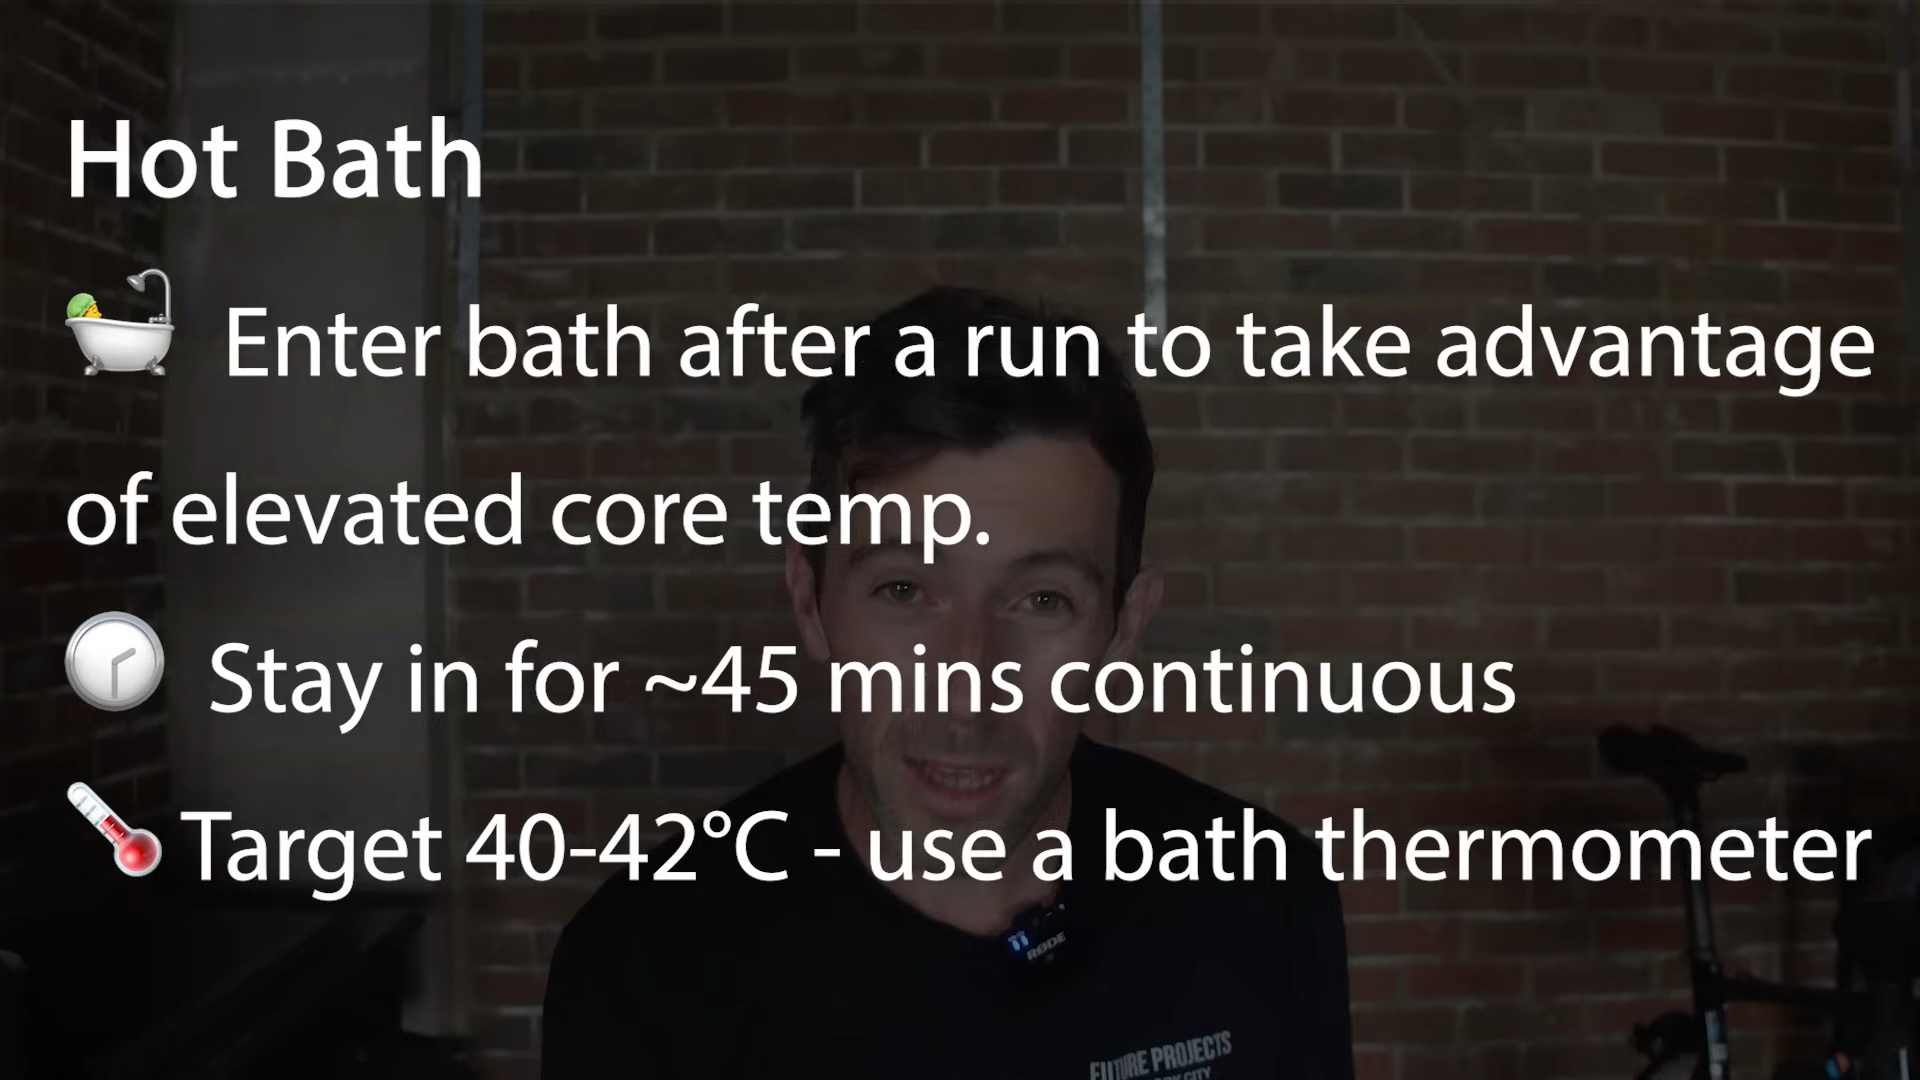 Hot Bath
Enter bath after a run to take advantage
of elevated core temp.
Stay in for ~45 mins continuous
Target 40-42°C - use a bath thermometer
RØDE
FUTURE PROJECTS
CITY